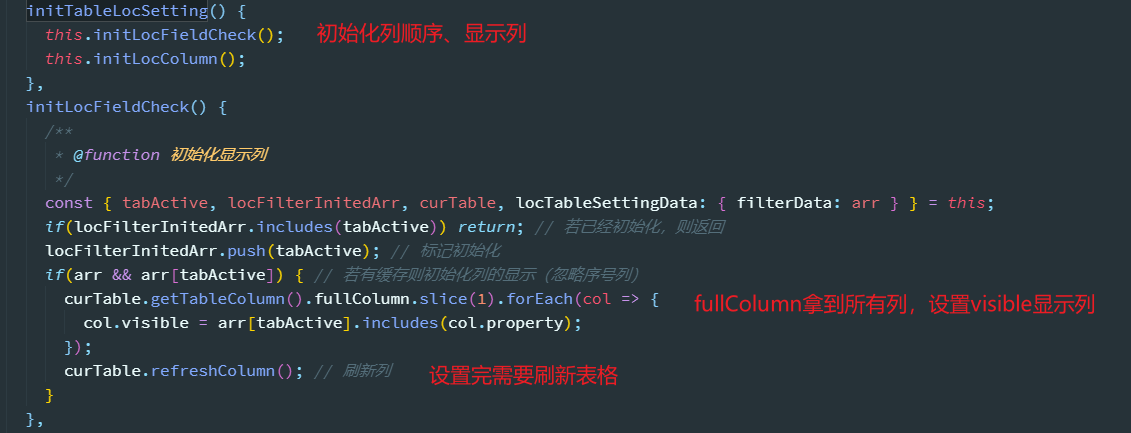 initTableLocSetting() {
this.initLocFieldCheck(); 初始化列顺序、显示列
this.initLocColumn();
},
initLocFieldCheck() {
/**
* @function 初始化显示列
*/
const { tabActive, locFilterInitedArr, curTable, locTableSettingData: { filterData: arr } } = this;
if(locFilterInitedArr.includes(tabActive)) return; // 若已经初始化，则返回
locFilterInitedArr.push(tabActive); // 标记初始化
if(arr && arr[tabActive]) { // 若有缓存则初始化列的显示（忽略序号列）
curTable.getTableColumn().fullColumn.slice(1).forEach(col => { fullColumn拿到所有列，设置visible显示列
col.visible = arr[tabActive].includes(col.property);
});
curTable.refreshColumn(); // 刷新列 设置完需要刷新表格
}
},